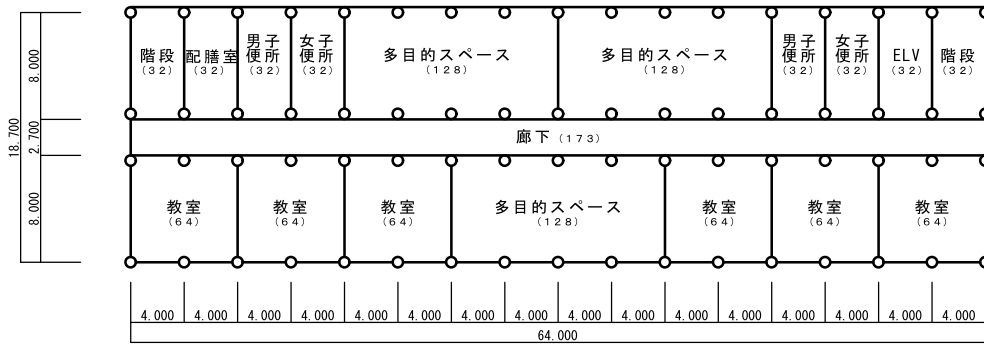 階段
(32)
配膳室
(32)
男子
便所
(32)
女子
便所
(32)
多目的スペース
(128)
多目的スペース
(128)
男子
便所
(32)
女子
便所
(32)
ELV
(32)
階段
(32)
8.000
廊下 (173)
2.700
18.700
教室
(64)
教室
(64)
教室
(64)
多目的スペース
(128)
教室
(64)
教室
(64)
教室
(64)
8.000
4.000 4.000 4.000 4.000 4.000 4.000 4.000 4.000 4.000 4.000 4.000 4.000 4.000 4.000 4.000 4.000
64.000